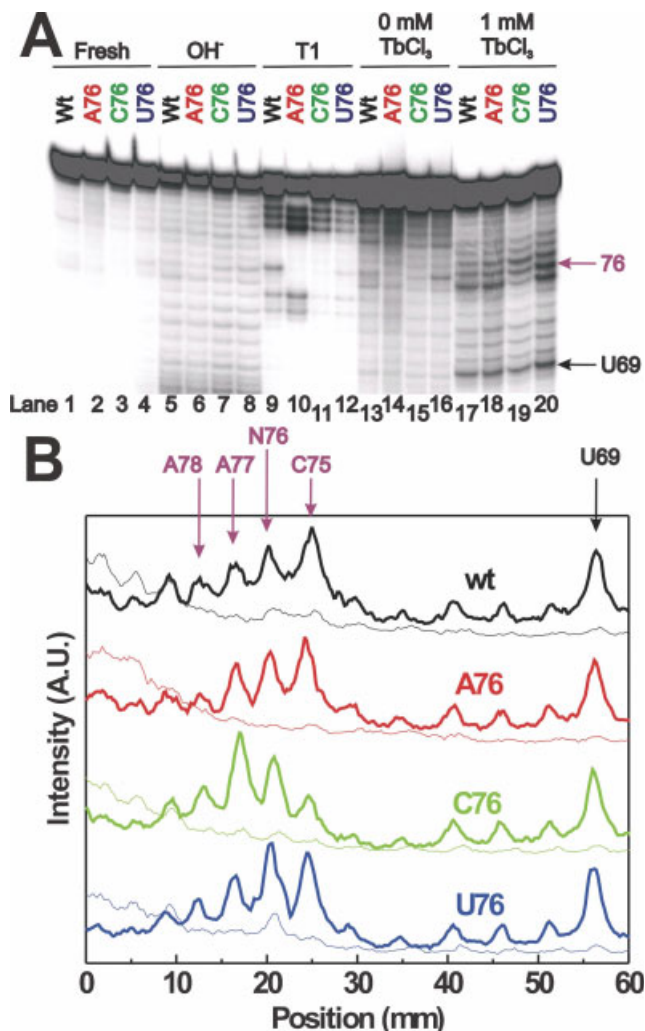 A
Fresh OH⁻ T1 0 mM TbCl₃ 1 mM TbCl₃
Wt A76 C76 U76 Wt A76 C76 U76 Wt A76 C76 U76 Wt A76 C76 U76 Wt A76 C76 U76
76
U69
Lane 1 2 3 4 5 6 7 8 9 10 11 12 13 14 15 16 17 18 19 20
B
A78 A77 N76 C75 U69
wt
A76
C76
U76
Intensity (A.U.)
0 10 20 30 40 50 60
Position (mm)